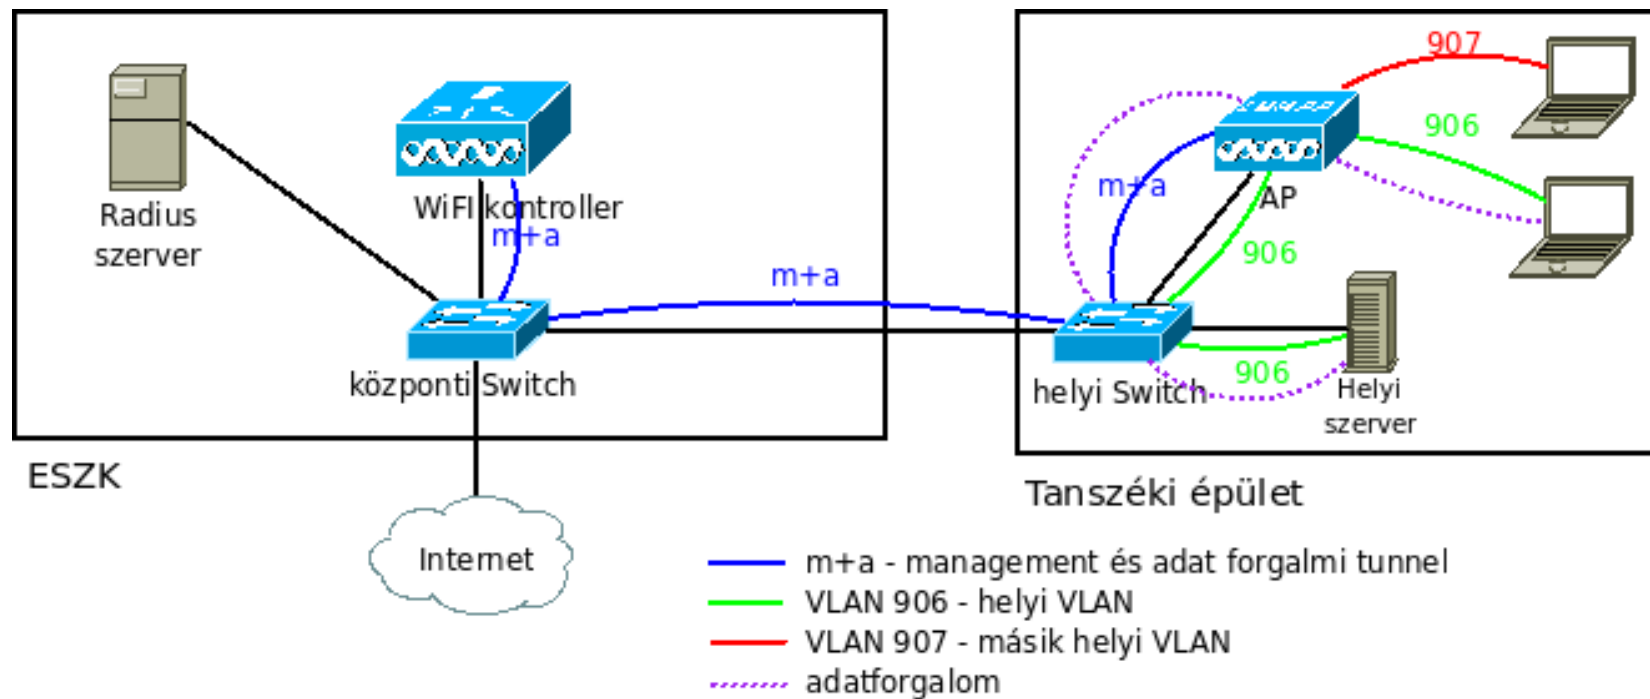 Radius
szerver
WiFI kontroller
m+a
központi Switch
ESZK
Internet
m+a
907
906
m+a
AP
906
906
helyi Switch
Helyi
szerver
Tanszéki épület
m+a - management és adat forgalmi tunnel
VLAN 906 - helyi VLAN
VLAN 907 - másik helyi VLAN
adatforgalom